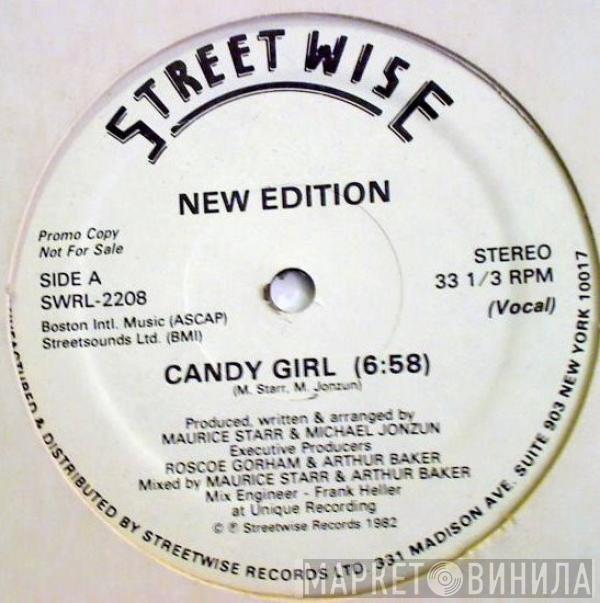 STREET WISE
NEW EDITION
Promo Copy
Not For Sale
SIDE A
SWRL-2208
Boston Intl. Music (ASCAP)
Streetsounds Ltd. (BMI)
STEREO
33 1/3 RPM
(Vocal)
CANDY GIRL (6:58)
(M. Starr, M. Jonzun)
Produced, written & arranged by
MAURICE STARR & MICHAEL JONZUN
Executive Producers
ROSCOE GORHAM & ARTHUR BAKER
Mixed by MAURICE STARR & ARTHUR BAKER
Mix Engineer - Frank Heller
at Unique Recording
© ℗ Streetwise Records 1982
& DISTRIBUTED BY STREETWISE RECORDS LTD. 331 MADISON AVE. SUITE 903 NEW YORK 10017
МАРКЕТ ВИНИЛА